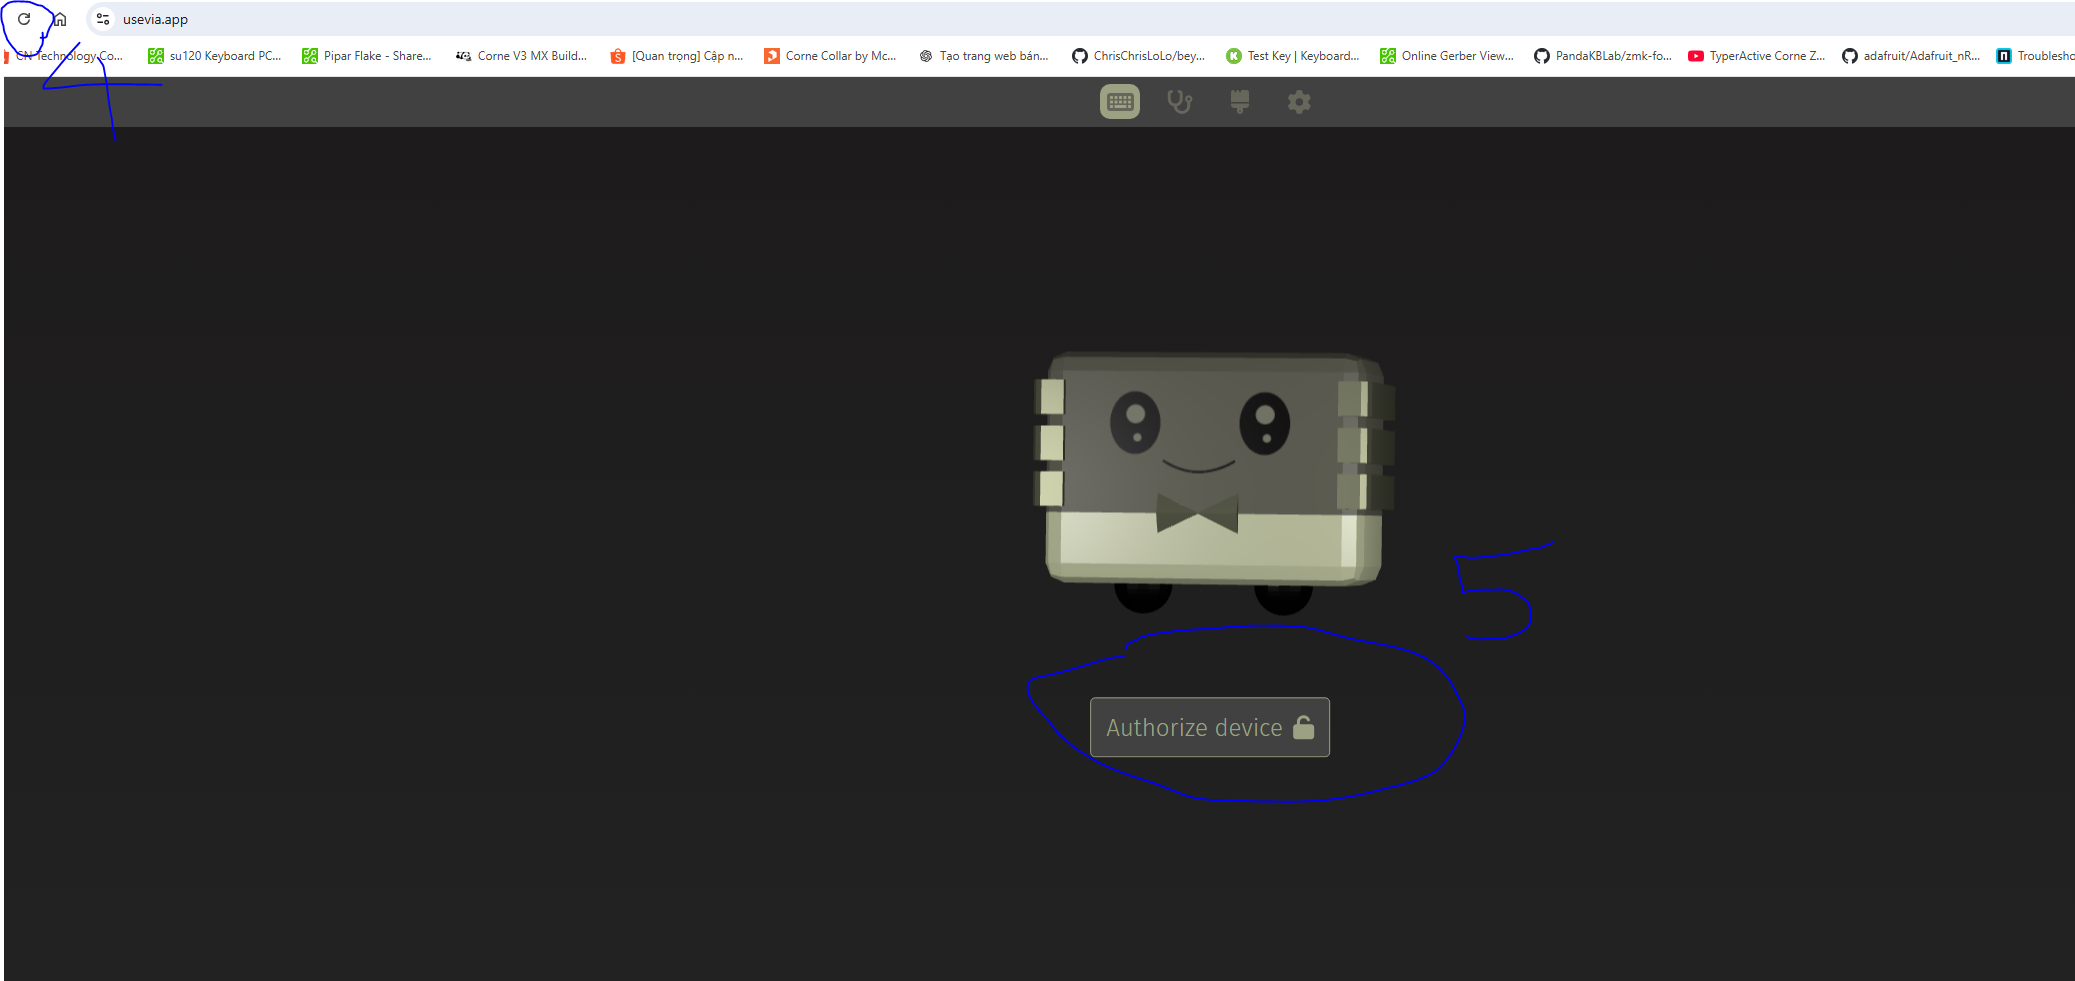 usevia.app
CN Technology Co...
su120 Keyboard PC...
Pipar Flake - Share...
Corne V3 MX Build...
[Quan trọng] Cập n...
Corne Collar by Mc...
Tạo trang web bán...
ChrisChrisLoLo/bey...
Test Key | Keyboard...
Online Gerber View...
PandaKBLab/zmk-fo...
TyperActive Corne Z...
adafruit/Adafruit_nR...
Troublesho
4
5
Authorize device